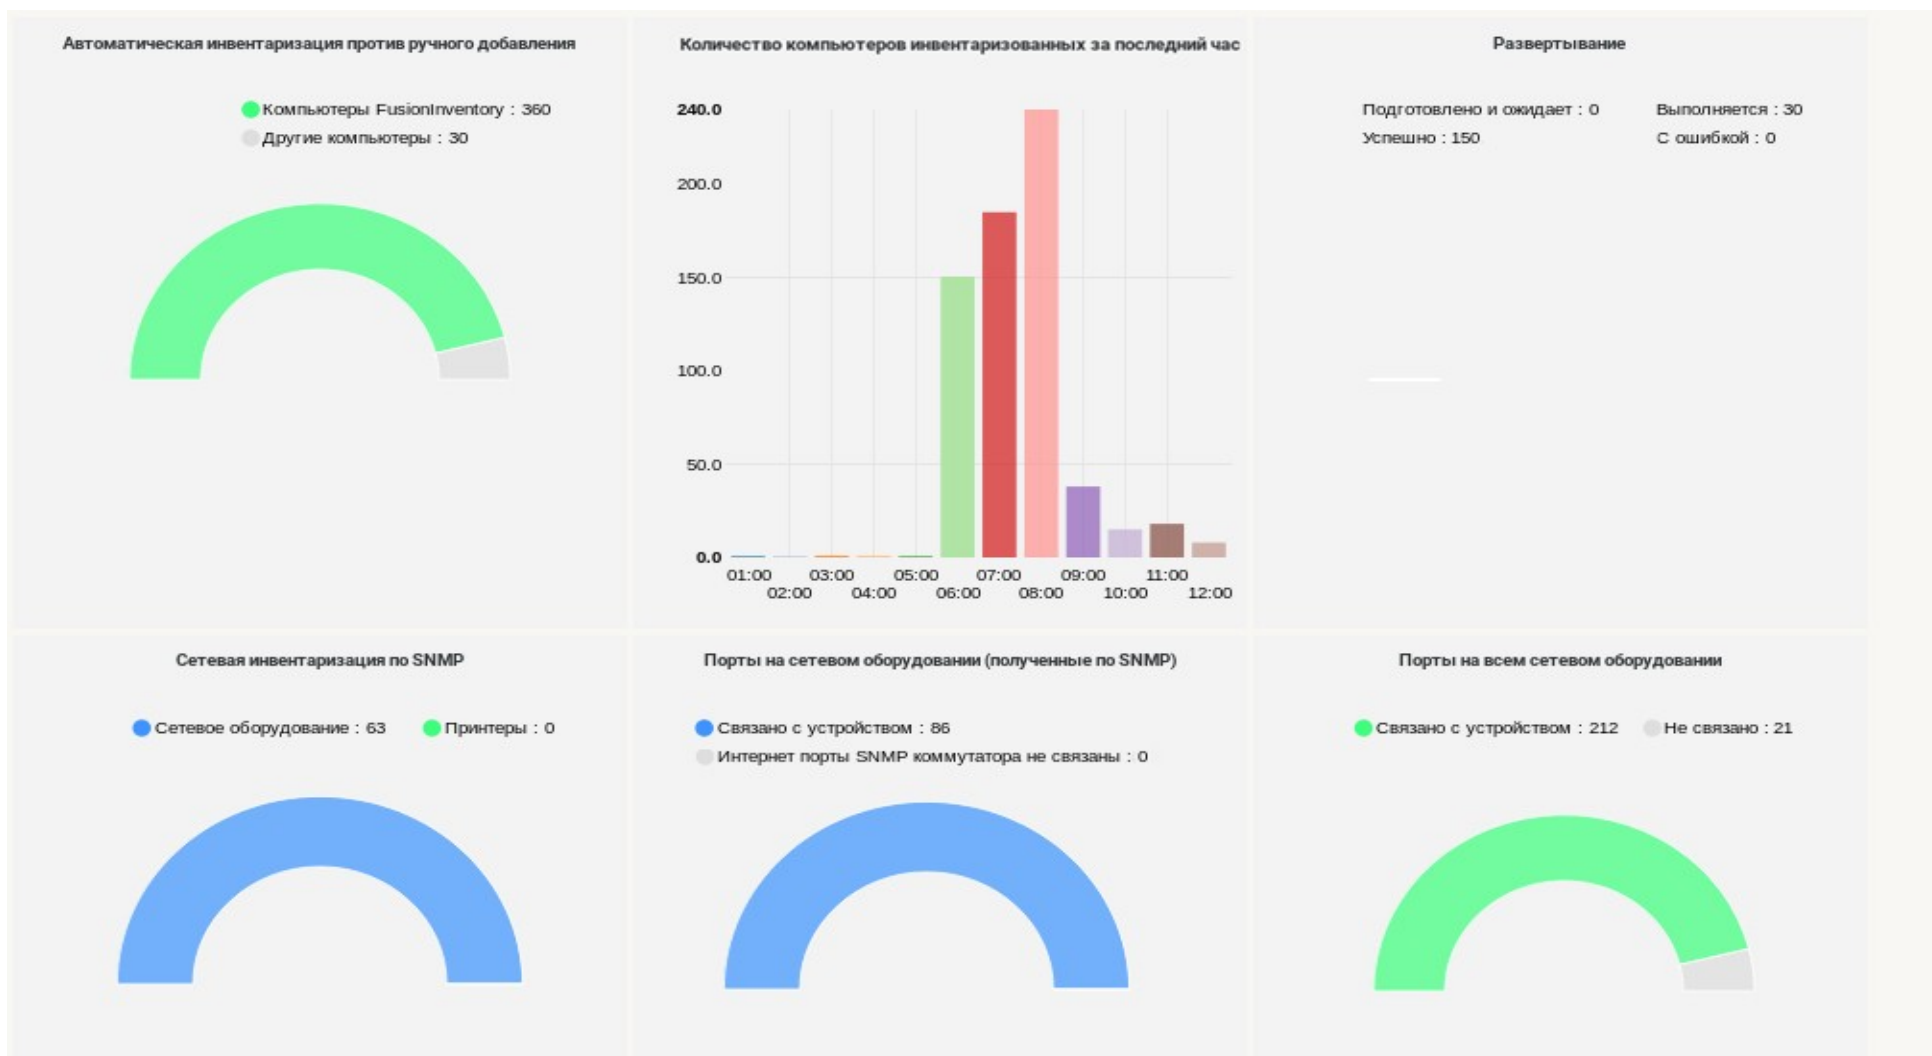 Автоматическая инвентаризация против ручного добавления
Компьютеры FusionInventory : 360
Другие компьютеры : 30
Количество компьютеров инвентаризованных за последний час
240.0
200.0
150.0
100.0
50.0
0.0
01:00 03:00 05:00 07:00 09:00 11:00
02:00 04:00 06:00 08:00 10:00 12:00
Развертывание
Подготовлено и ожидает : 0 Выполняется : 30
Успешно : 150 С ошибкой : 0
Сетевая инвентаризация по SNMP
Сетевое оборудование : 63 Принтеры : 0
Порты на сетевом оборудовании (полученные по SNMP)
Связано с устройством : 86
Интернет порты SNMP коммутатора не связаны : 0
Порты на всем сетевом оборудовании
Связано с устройством : 212 Не связано : 21